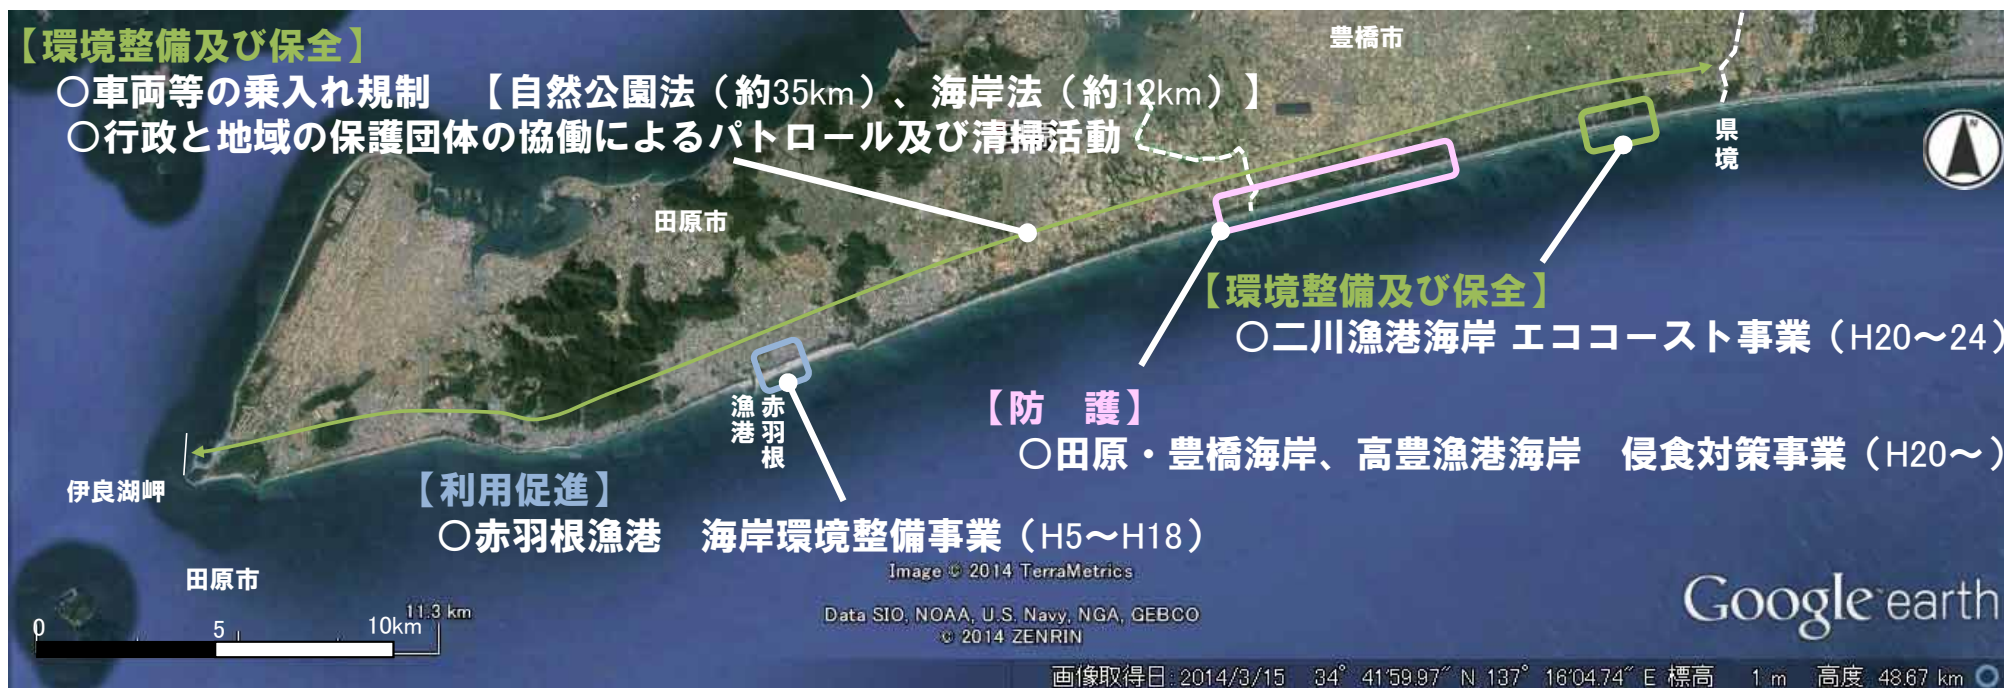 【環境整備及び保全】
○車両等の乗入れ規制　【自然公園法（約35km）、海岸法（約12km）】
○行政と地域の保護団体の協働によるパトロール及び清掃活動
豊橋市
県境
N
田原市
【環境整備及び保全】
○二川漁港海岸 エココースト事業（H20～24）
【防　護】
○田原・豊橋海岸、高豊漁港海岸　侵食対策事業（H20～）
赤羽根
漁港
伊良湖岬
【利用促進】
○赤羽根漁港　海岸環境整備事業（H5～H18）
田原市
Image © 2014 TerraMetrics
Data SIO, NOAA, U.S. Navy, NGA, GEBCO
© 2014 ZENRIN
0 5 10km 11.3 km
Google earth
画像取得日: 2014/3/15 34° 41'59.97" N 137° 16'04.74" E 標高 1 m 高度 48.67 km